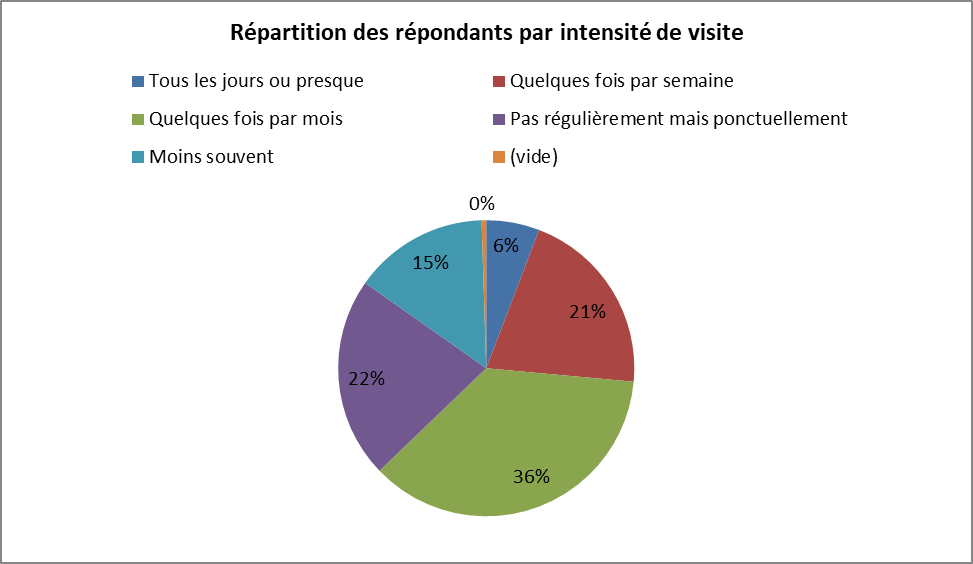 Répartition des répondants par intensité de visite
Tous les jours ou presque
Quelques fois par semaine
Quelques fois par mois
Pas régulièrement mais ponctuellement
Moins souvent
(vide)
0%
6%
15%
21%
22%
36%